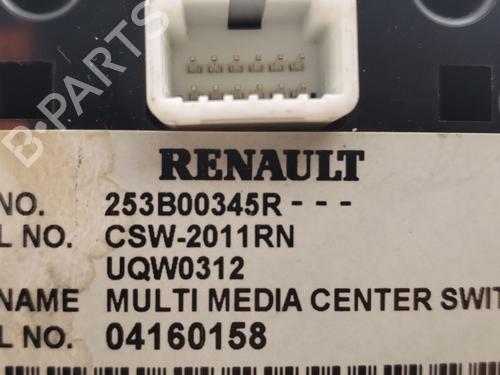 B-PARTS
RENAULT
NO. 253B00345R - - -
L NO. CSW-2011RN
UQW0312
NAME MULTI MEDIA CENTER SWIT
L NO. 04160158